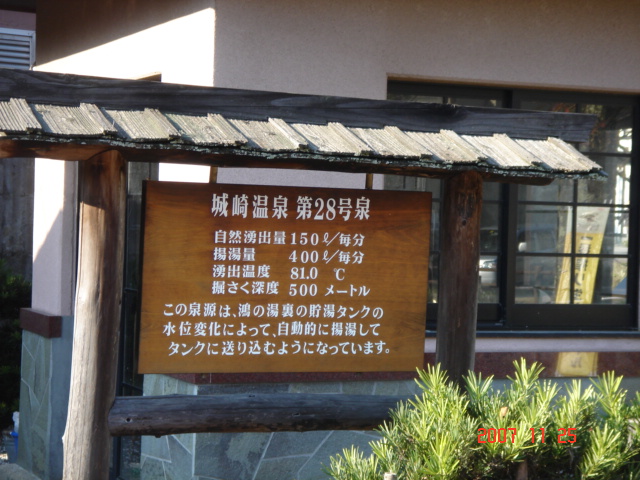 城崎温泉 第28号泉
自然湧出量 150ℓ/毎分
揚湯量 400ℓ/毎分
湧出温度 81.0 ℃
掘さく深度 500 メートル
この泉源は、鴻の湯裏の貯湯タンクの
水位変化によって、自動的に揚湯して
タンクに送り込むようになっています。
2007 11 25